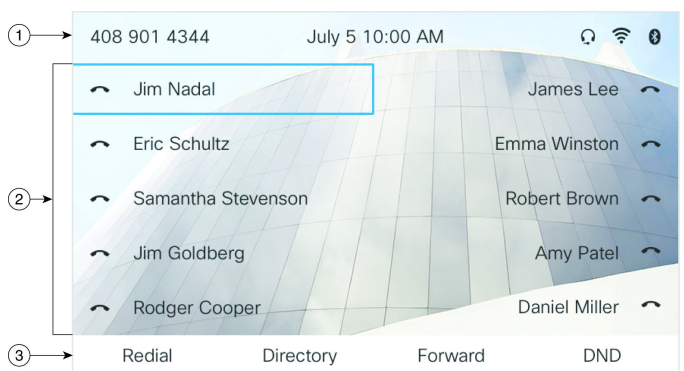 1
408 901 4344 July 5 10:00 AM
2
Jim Nadal James Lee
Eric Schultz Emma Winston
Samantha Stevenson Robert Brown
Jim Goldberg Amy Patel
Rodger Cooper Daniel Miller
3
Redial Directory Forward DND